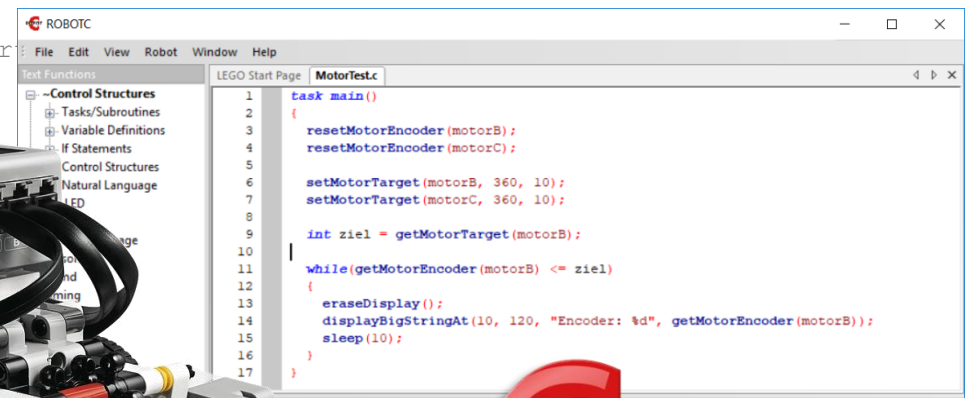 ROBOTC
File Edit View Robot Window Help
Text Functions
LEGO Start Page MotorTest.c
~Control Structures
Tasks/Subroutines
Variable Definitions
If Statements
Control Structures
Natural Language
LED
1 task main()
2 {
3 resetMotorEncoder(motorB);
4 resetMotorEncoder(motorC);
5
6 setMotorTarget(motorB, 360, 10);
7 setMotorTarget(motorC, 360, 10);
8
9 int ziel = getMotorTarget(motorB);
10
11 while(getMotorEncoder(motorB) <= ziel)
12 {
13 eraseDisplay();
14 displayBigStringAt(10, 120, "Encoder: %d", getMotorEncoder(motorB));
15 sleep(10);
16 }
17 }